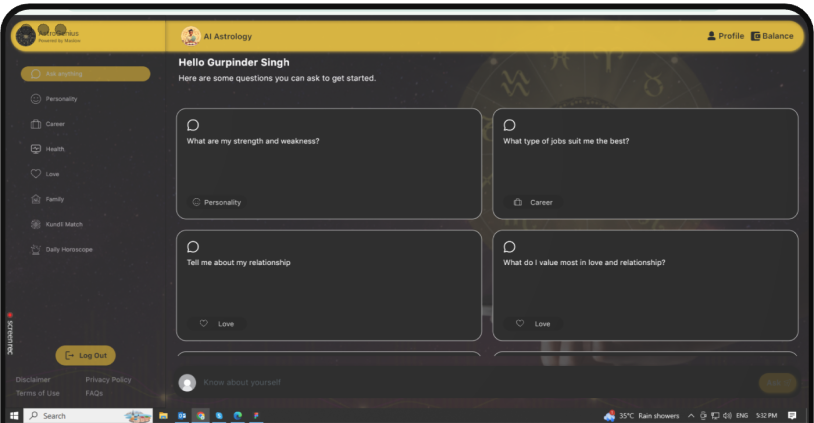 AstroGenius
Powered by Maxbox
AI Astrology
Profile
Balance
Ask anything
Personality
Career
Health
Love
Family
Kundli Match
Daily Horoscope
Log Out
Disclaimer
Privacy Policy
Terms of Use
FAQs
Hello Gurpinder Singh
Here are some questions you can ask to get started.
What are my strength and weakness?
Personality
What type of jobs suit me the best?
Career
Tell me about my relationship
Love
What do I value most in love and relationship?
Love
Know about yourself
screenrec
Search
35°C Rain showers
ENG
5:32 PM